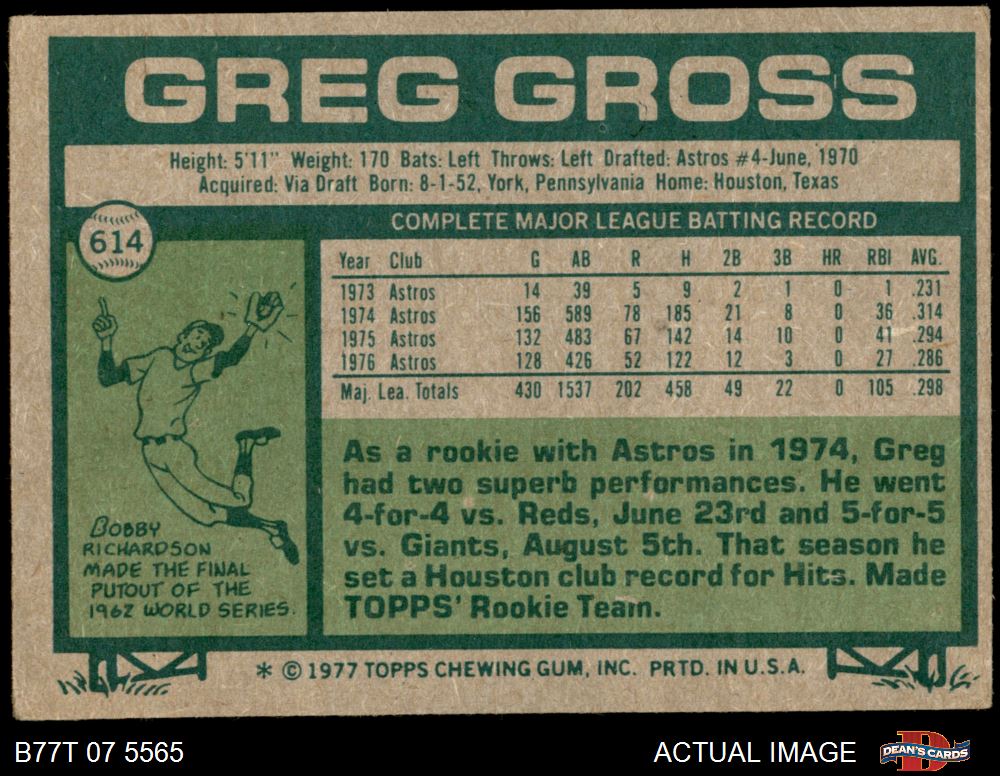 GREG GROSS
Height: 5'11" Weight: 170 Bats: Left Throws: Left Drafted: Astros #4-June, 1970
Acquired: Via Draft Born: 8-1-52, York, Pennsylvania Home: Houston, Texas
614
COMPLETE MAJOR LEAGUE BATTING RECORD
Year Club G AB R H 2B 3B HR RBI AVG.
1973 Astros 14 39 5 9 2 1 0 1 .231
1974 Astros 156 589 78 185 21 8 0 36 .314
1975 Astros 132 483 67 142 14 10 0 41 .294
1976 Astros 128 426 52 122 12 3 0 27 .286
Maj. Lea. Totals 430 1537 202 458 49 22 0 105 .298
BOBBY
RICHARDSON
MADE THE FINAL
PUTOUT OF THE
1962 WORLD SERIES.
As a rookie with Astros in 1974, Greg
had two superb performances. He went
4-for-4 vs. Reds, June 23rd and 5-for-5
vs. Giants, August 5th. That season he
set a Houston club record for Hits. Made
TOPPS' Rookie Team.
* © 1977 TOPPS CHEWING GUM, INC. PRTD. IN U.S.A.
B77T 07 5565
ACTUAL IMAGE
D
DEAN'S CARDS